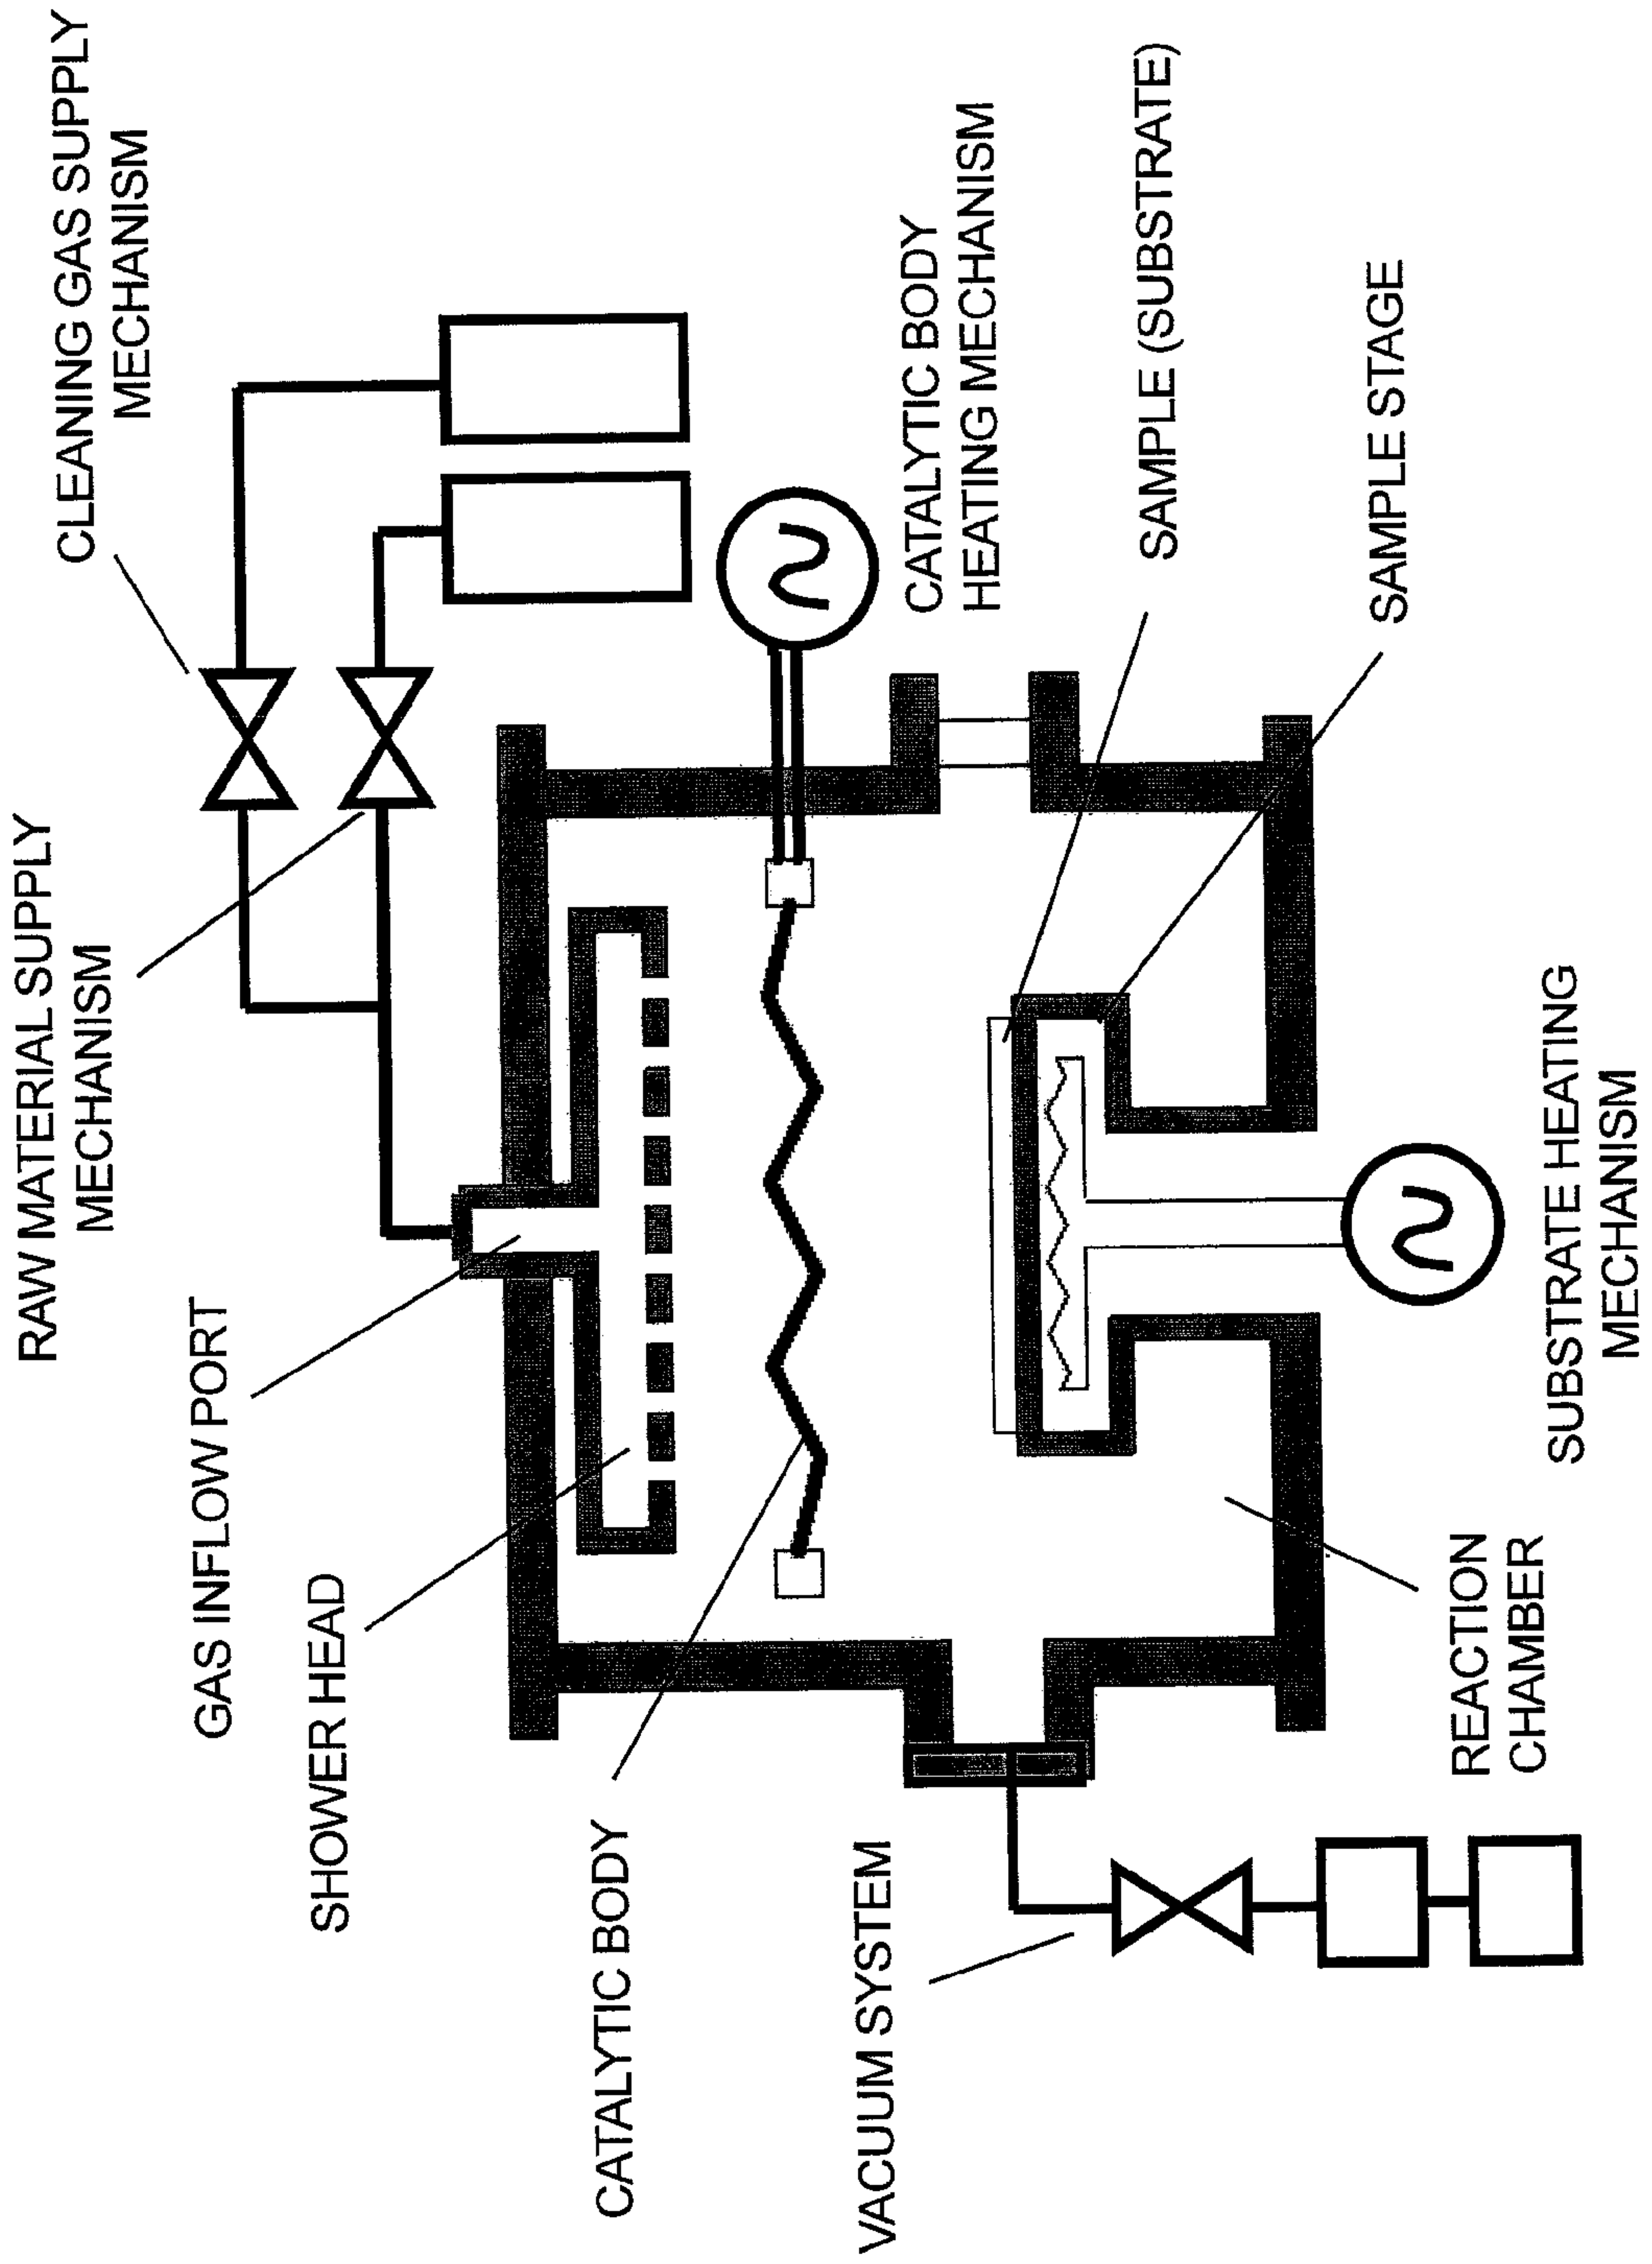 CLEANING GAS SUPPLY
MECHANISM
RAW MATERIAL SUPPLY
MECHANISM
GAS INFLOW PORT
SHOWER HEAD
CATALYTIC BODY
CATALYTIC BODY
HEATING MECHANISM
SAMPLE (SUBSTRATE)
SAMPLE STAGE
VACUUM SYSTEM
REACTION
CHAMBER
SUBSTRATE HEATING
MECHANISM